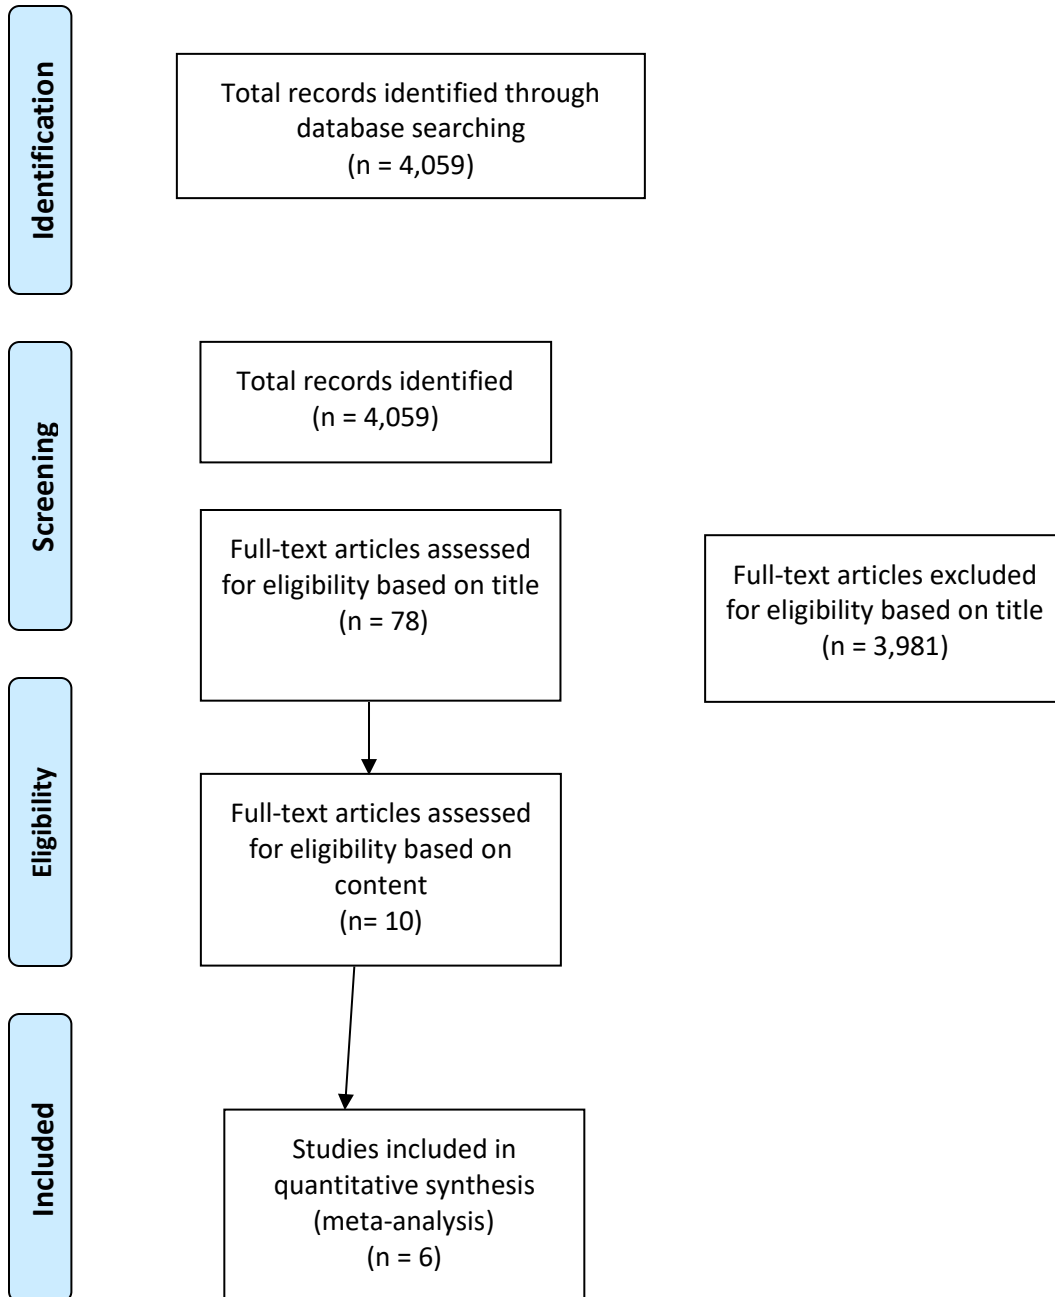 Identification
Total records identified through
database searching
(n = 4,059)
Screening
Total records identified
(n = 4,059)
Full-text articles assessed
for eligibility based on title
(n = 78)
Full-text articles excluded
for eligibility based on title
(n = 3,981)
Eligibility
Full-text articles assessed
for eligibility based on
content
(n= 10)
Included
Studies included in
quantitative synthesis
(meta-analysis)
(n = 6)